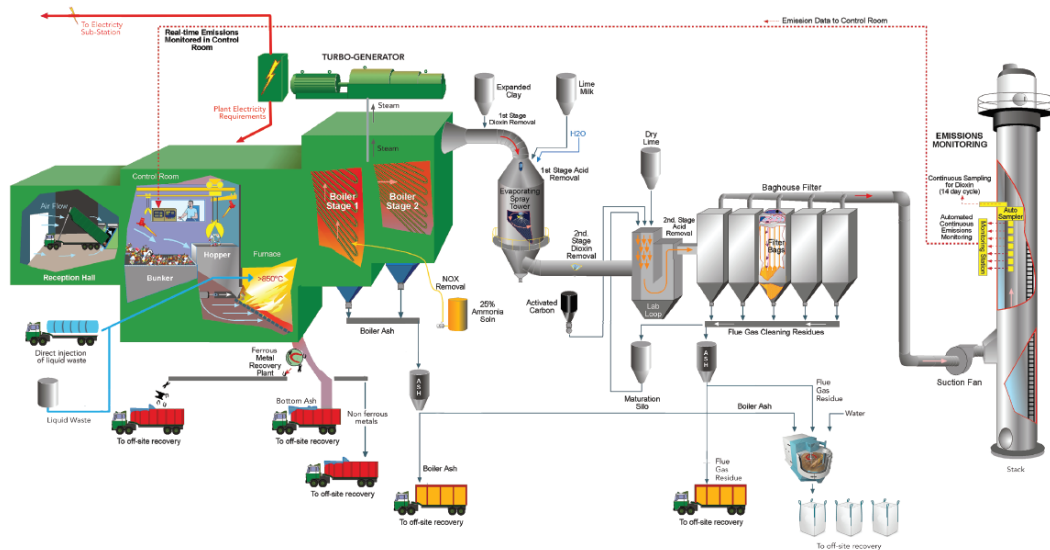 To Electricty
Sub-Station
Real-time Emissions
Monitored in Control
Room
Emission Data to Control Room
TURBO-GENERATOR
Plant Electricity
Requirements
Steam
Steam
Expanded
Clay
Lime
Milk
1st Stage
Dioxin Removal
H2O
1st Stage Acid
Removal
Dry
Lime
EMISSIONS
MONITORING
Continuous Sampling
for Dioxin
(14 day cycle)
Auto
Sampler
Automated
Continuous
Emissions
Monitoring
Monitoring Station
Control Room
Air Flow
Reception Hall
Bunker
Hopper
Furnace
>850°C
Boiler
Stage 1
Boiler
Stage 2
Evaporating
Spray
Tower
2nd
Stage
Dioxin
Removal
2nd. Stage
Acid
Removal
Baghouse Filter
Filter
Bags
NOX
Removal
25%
Ammonia
Soln
Activated
Carbon
Lab
Loop
Flue Gas Cleaning Residues
Suction Fan
Stack
Direct injection
of liquid waste
Liquid Waste
Ferrous
Metal
Recovery
Plant
Boiler Ash
ASH
ASH
Maturation
Silo
Bottom Ash
Non ferrous
metals
To off-site recovery
To off-site recovery
To off-site recovery
Boiler Ash
To off-site recovery
Boiler Ash
Flue
Gas
Residue
Water
Flue
Gas
Residue
To off-site recovery
To off-site recovery